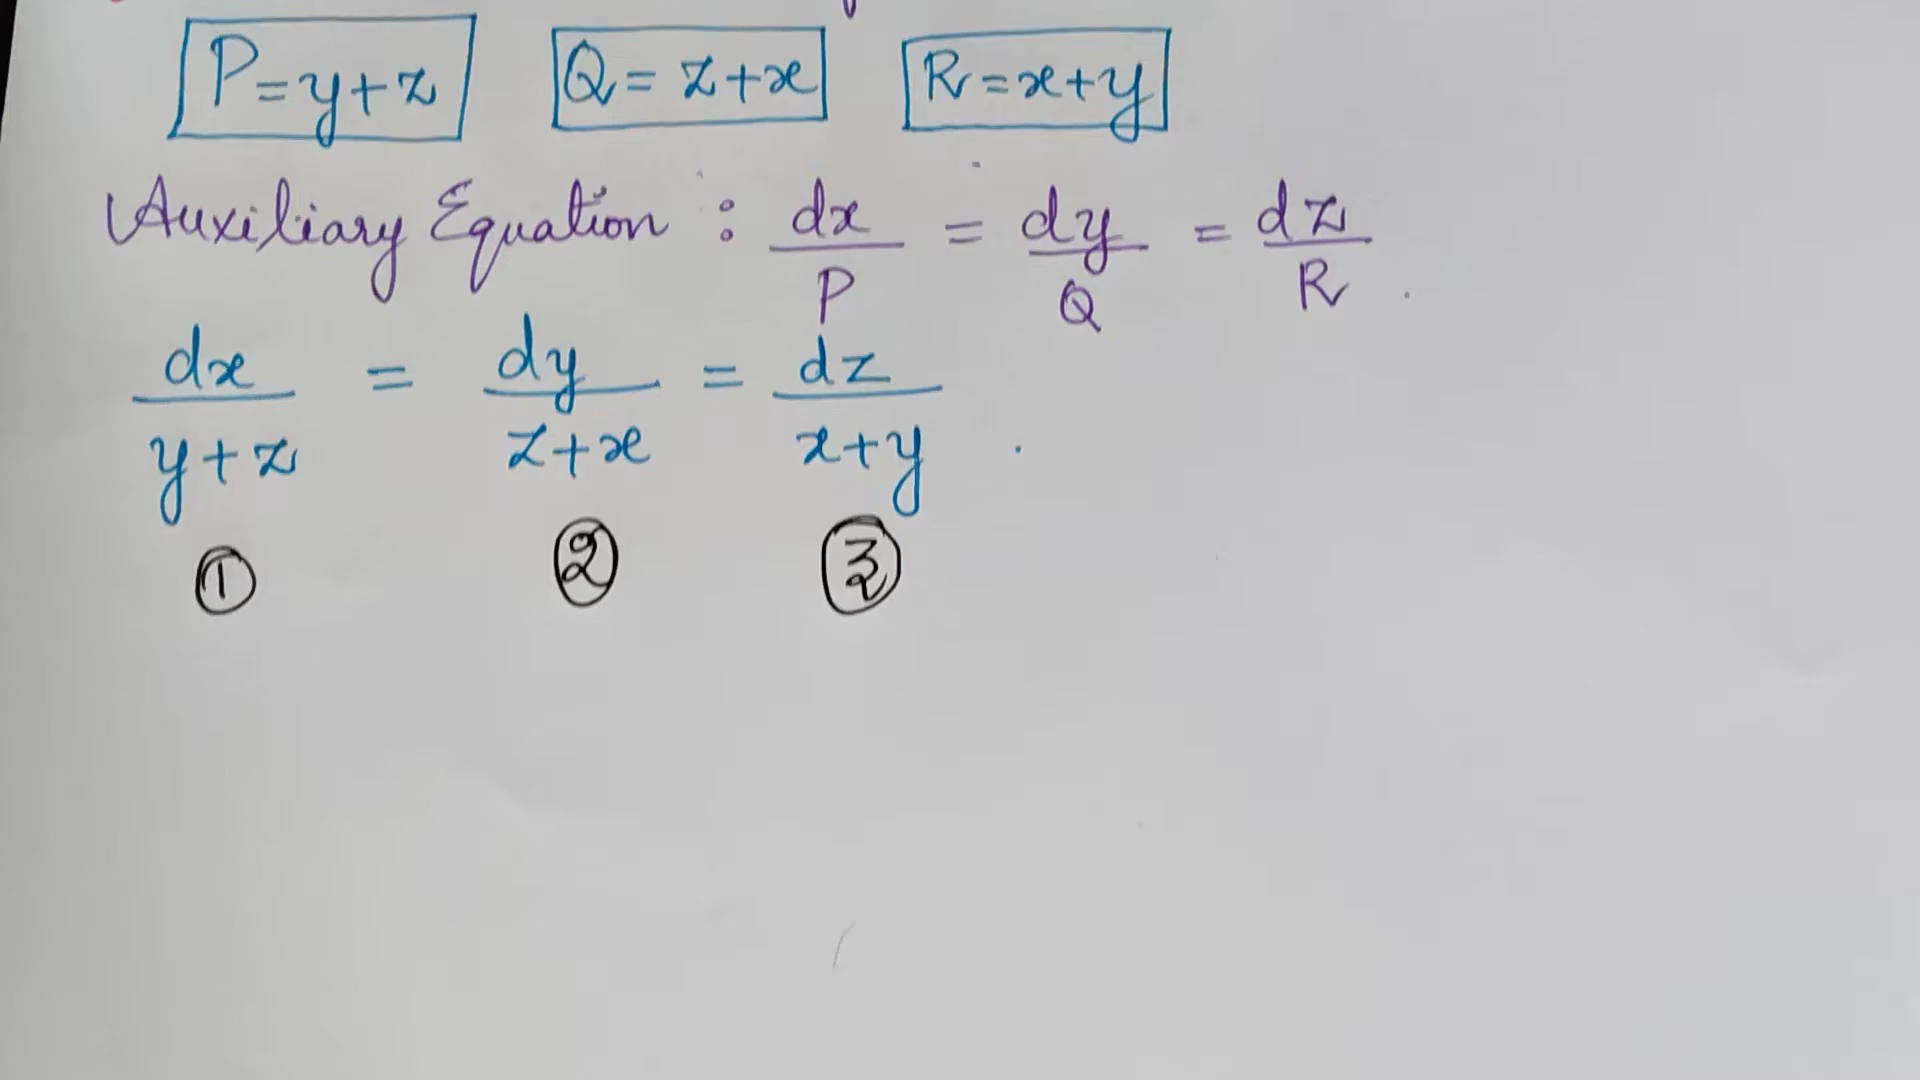 P=y+z Q=z+x R=x+y
Auxiliary Equation : dx/P = dy/Q = dz/R .
dx/y+z = dy/z+x = dz/x+y .
① ② ③